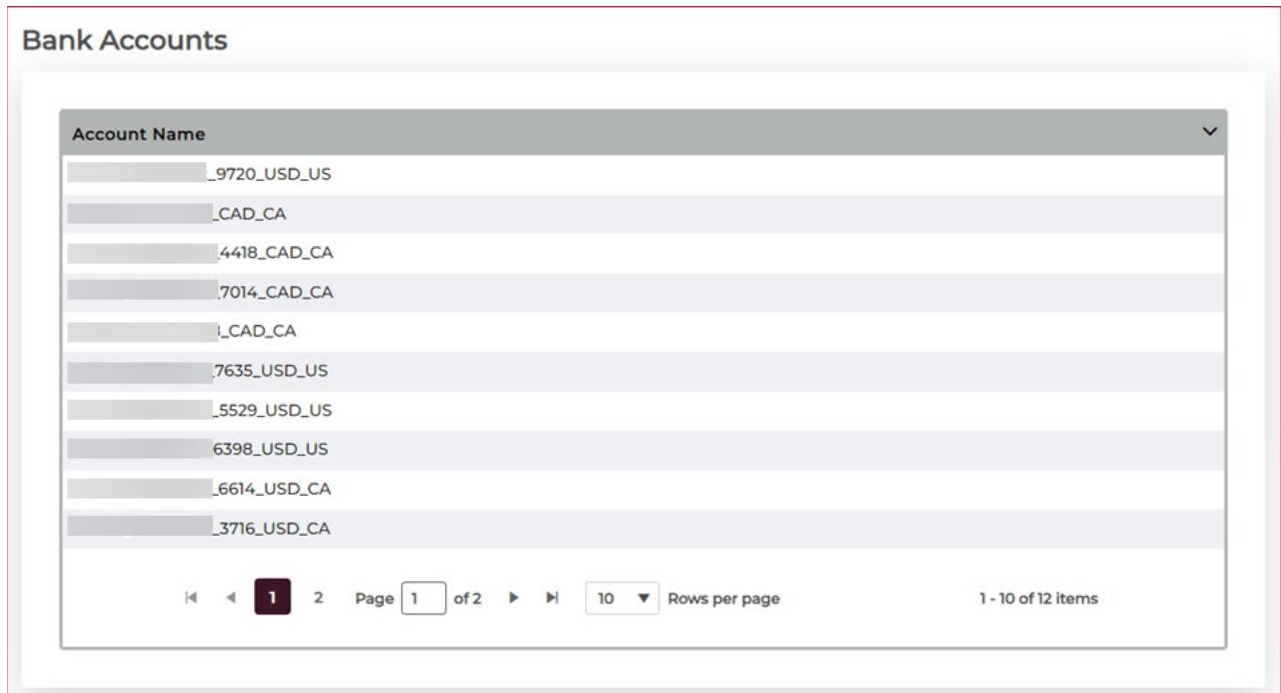 Bank Accounts
Account Name
_9720_USD_US
_CAD_CA
_4418_CAD_CA
_7014_CAD_CA
_CAD_CA
_7635_USD_US
_5529_USD_US
6398_USD_US
_6614_USD_CA
_3716_USD_CA
1 2 Page 1 of 2 10 Rows per page 1 - 10 of 12 items